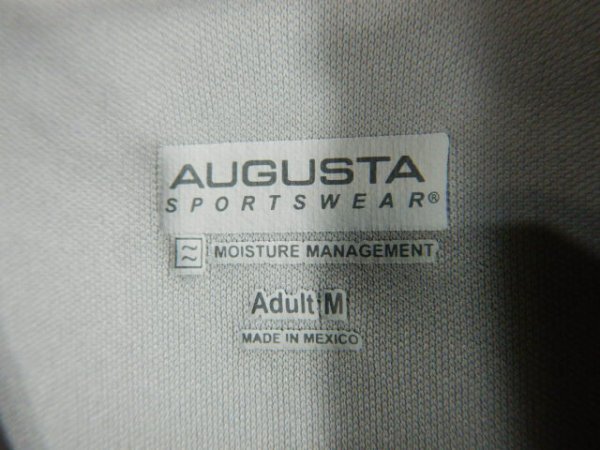 AUGUSTA
SPORTSWEAR®
MOISTURE MANAGEMENT
Adult M
MADE IN MEXICO